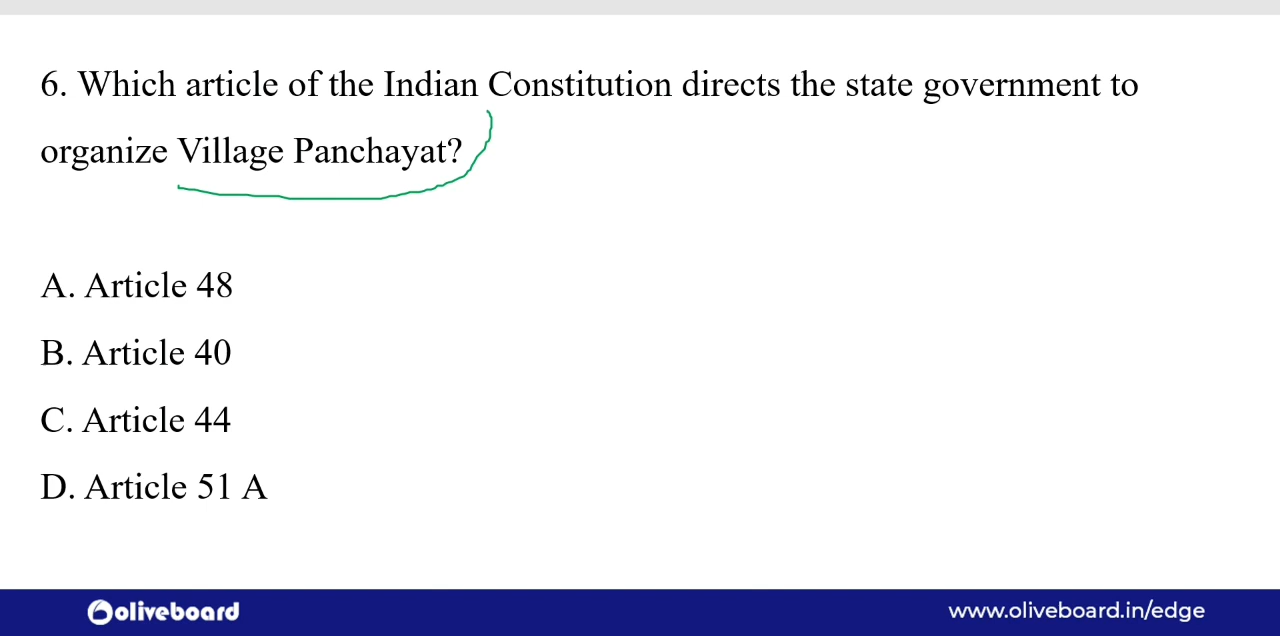 6. Which article of the Indian Constitution directs the state government to
organize Village Panchayat?
A. Article 48
B. Article 40
C. Article 44
D. Article 51 A
oliveboard
www.oliveboard.in/edge